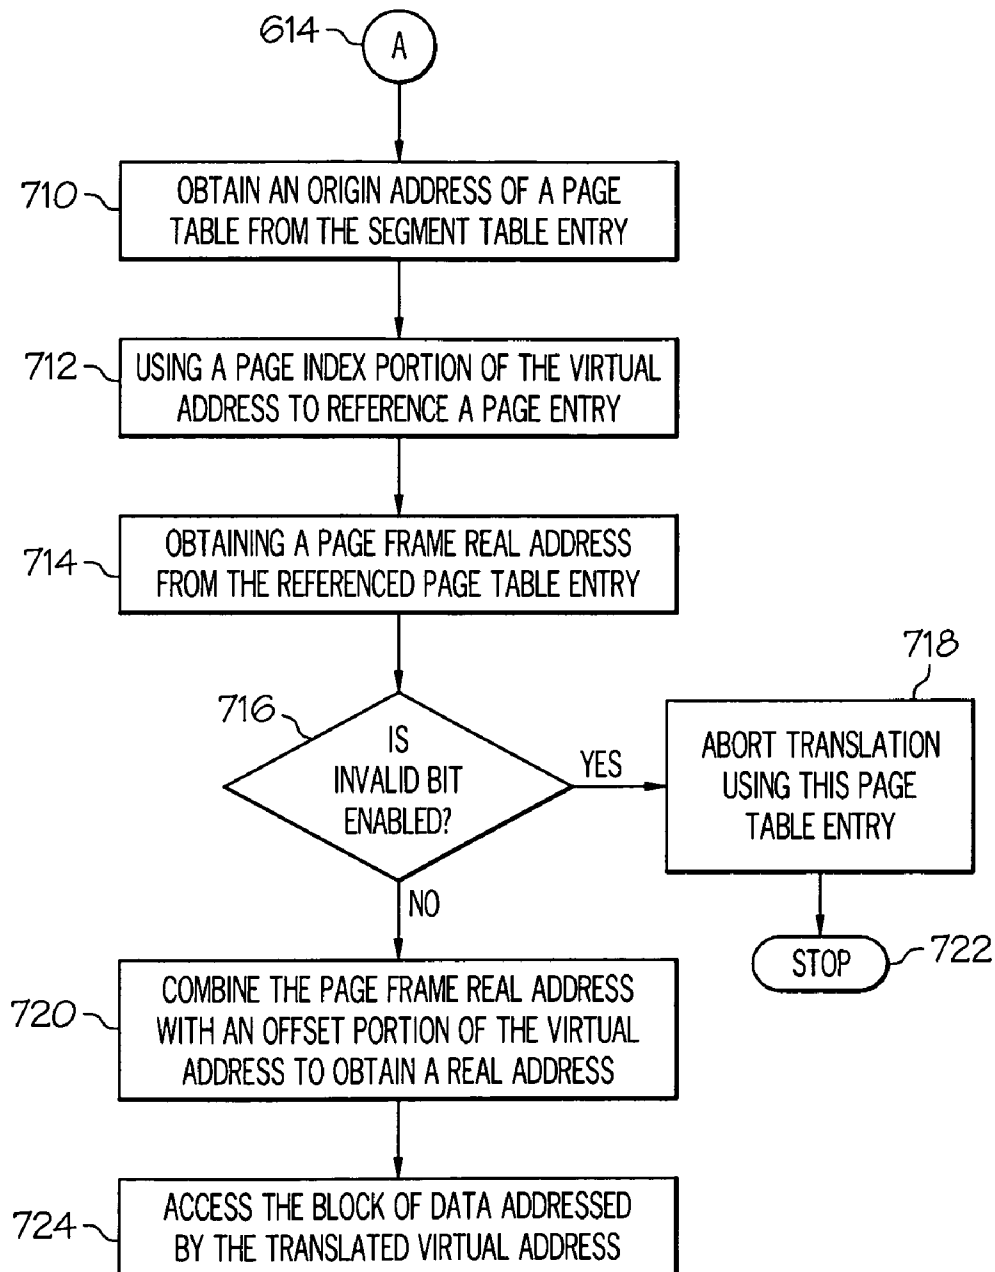 614
A
710
OBTAIN AN ORIGIN ADDRESS OF A PAGE
TABLE FROM THE SEGMENT TABLE ENTRY
712
USING A PAGE INDEX PORTION OF THE VIRTUAL
ADDRESS TO REFERENCE A PAGE ENTRY
714
OBTAINING A PAGE FRAME REAL ADDRESS
FROM THE REFERENCED PAGE TABLE ENTRY
716
IS
INVALID BIT
ENABLED?
YES
718
ABORT TRANSLATION
USING THIS PAGE
TABLE ENTRY
NO
STOP
722
720
COMBINE THE PAGE FRAME REAL ADDRESS
WITH AN OFFSET PORTION OF THE VIRTUAL
ADDRESS TO OBTAIN A REAL ADDRESS
724
ACCESS THE BLOCK OF DATA ADDRESSED
BY THE TRANSLATED VIRTUAL ADDRESS